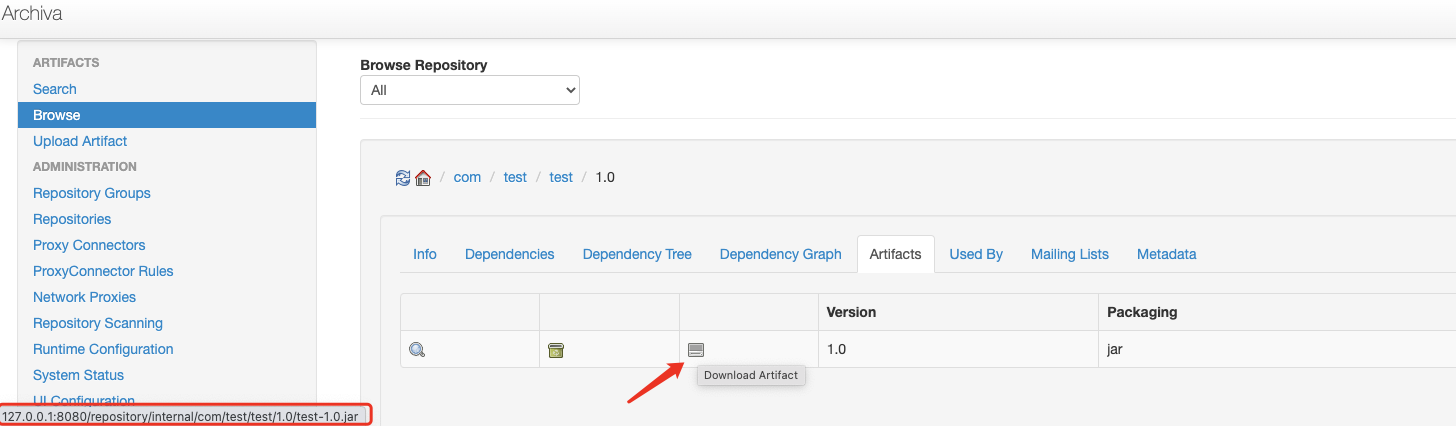 Archiva
ARTIFACTS
Search
Browse
Upload Artifact
ADMINISTRATION
Repository Groups
Repositories
Proxy Connectors
ProxyConnector Rules
Network Proxies
Repository Scanning
Runtime Configuration
System Status
UI Configuration
127.0.0.1:8080/repository/internal/com/test/test/1.0/test-1.0.jar
Browse Repository
All
/ com / test / test / 1.0
Info Dependencies Dependency Tree Dependency Graph Artifacts Used By Mailing Lists Metadata
Version Packaging
1.0 jar
Download Artifact